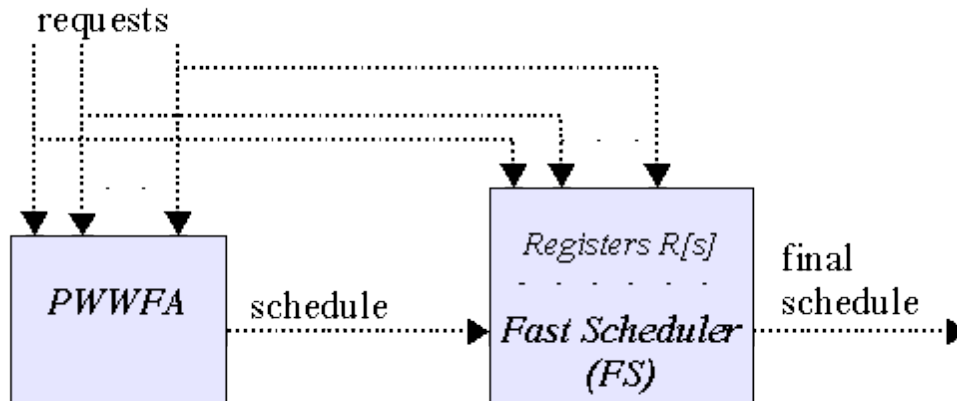 requests
PWWFA
schedule
Registers R[s]
Fast Scheduler
(FS)
final
schedule